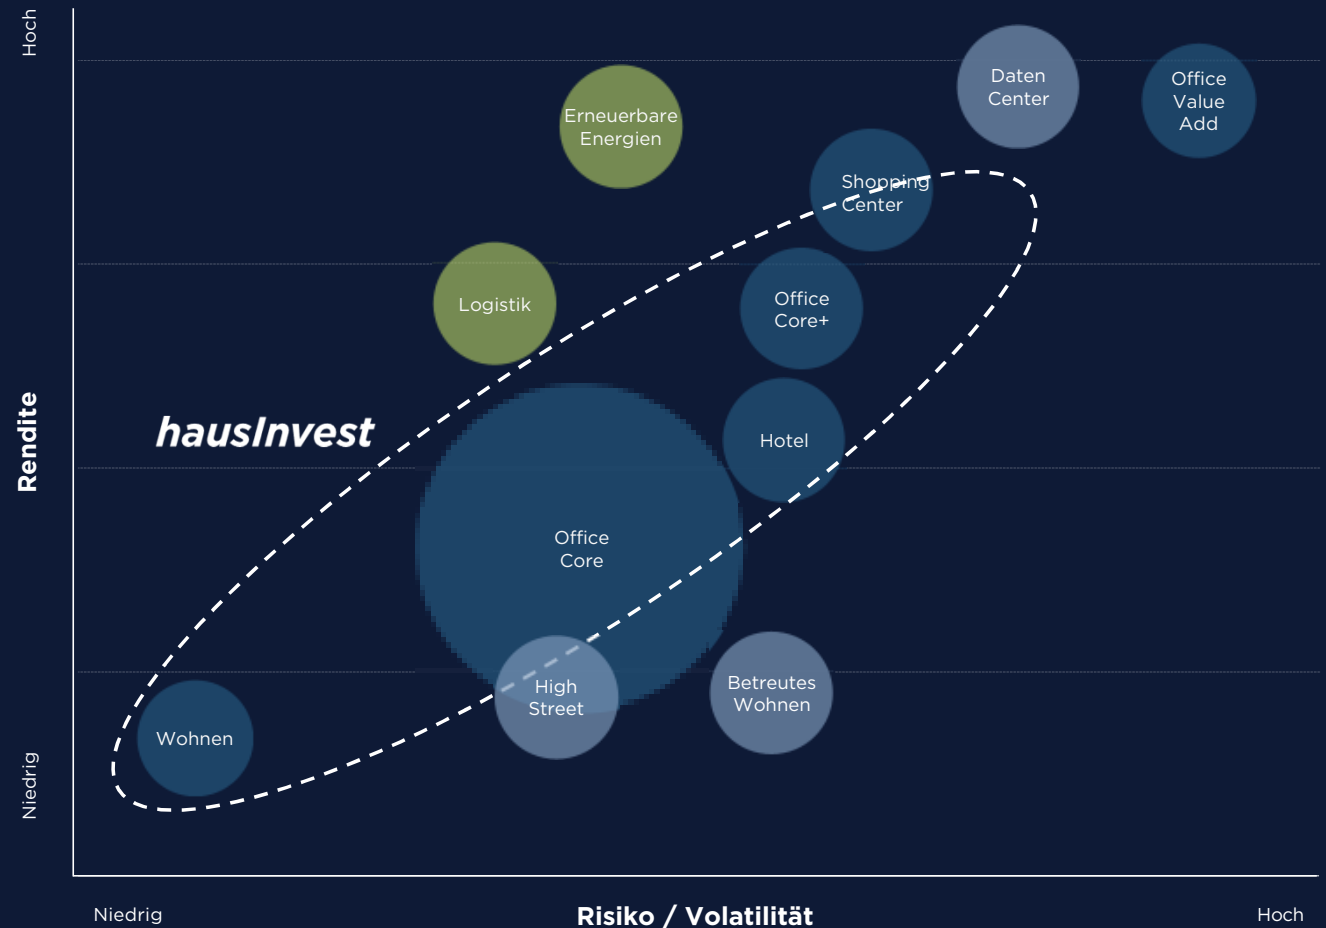 Hoch
Daten
Center
Office
Value
Add
Erneuerbare
Energien
Shopping
Center
Logistik
Office
Core+
Rendite
hausInvest
Hotel
Office
Core
High
Street
Betreutes
Wohnen
Wohnen
Niedrig
Niedrig
Risiko / Volatilität
Hoch